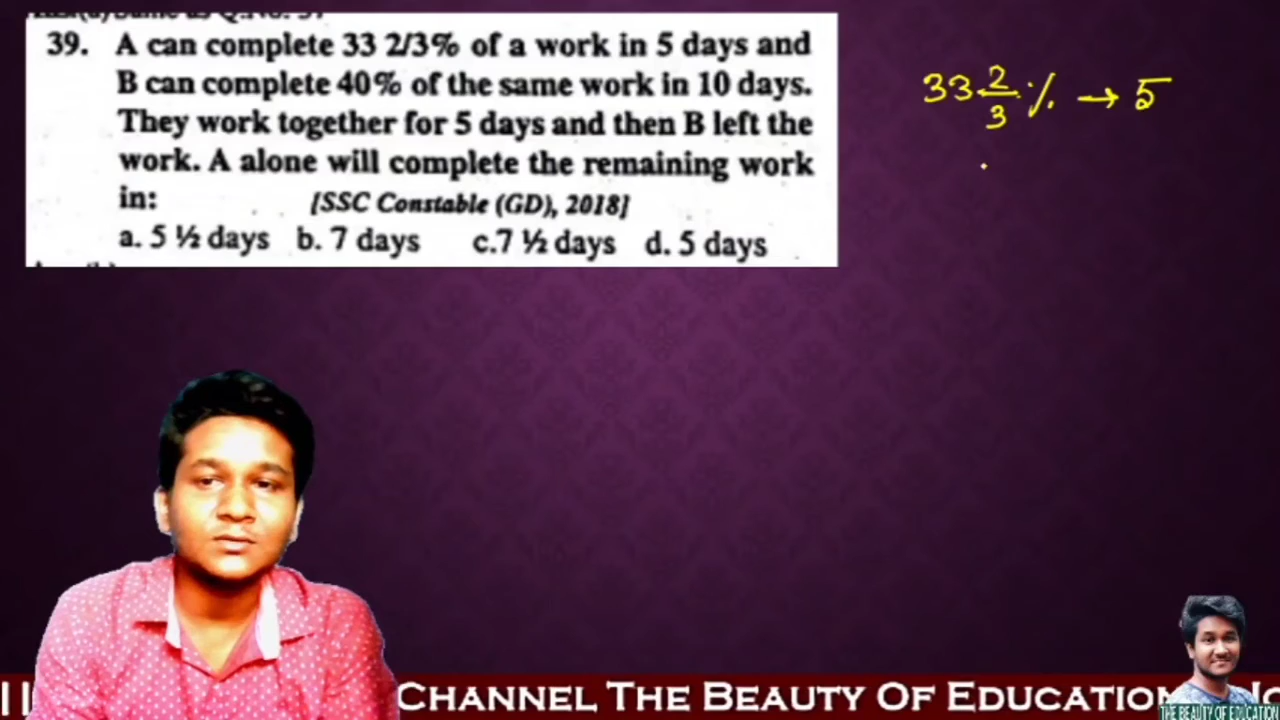 39. A can complete 33 2/3% of a work in 5 days and
B can complete 40% of the same work in 10 days.
They work together for 5 days and then B left the
work. A alone will complete the remaining work
in: [SSC Constable (GD), 2018]
a. 5 ½ days b. 7 days c.7 ½ days d. 5 days
33 2/3 % → 5
CHANNEL THE BEAUTY OF EDUCATION
THE BEAUTY OF EDUCATION